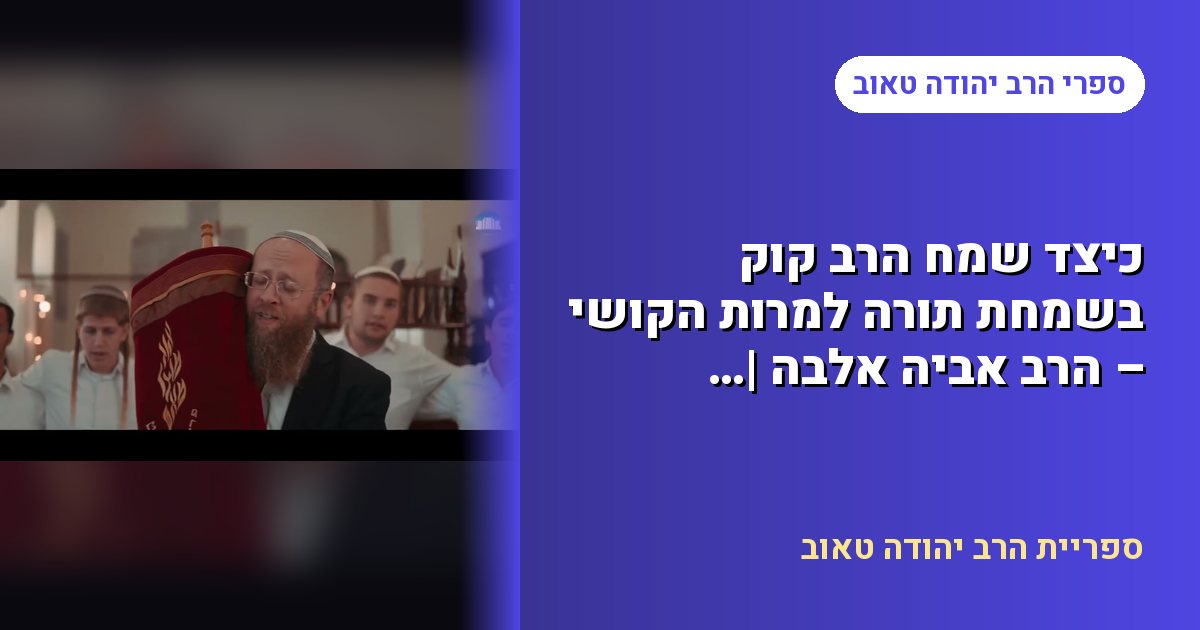 ספרי הרב יהודה טאוב
כיצד שמח הרב קוק
בשמחת תורה למרות הקושי
– הרב אביה אלבה |...
ספריית הרב יהודה טאוב